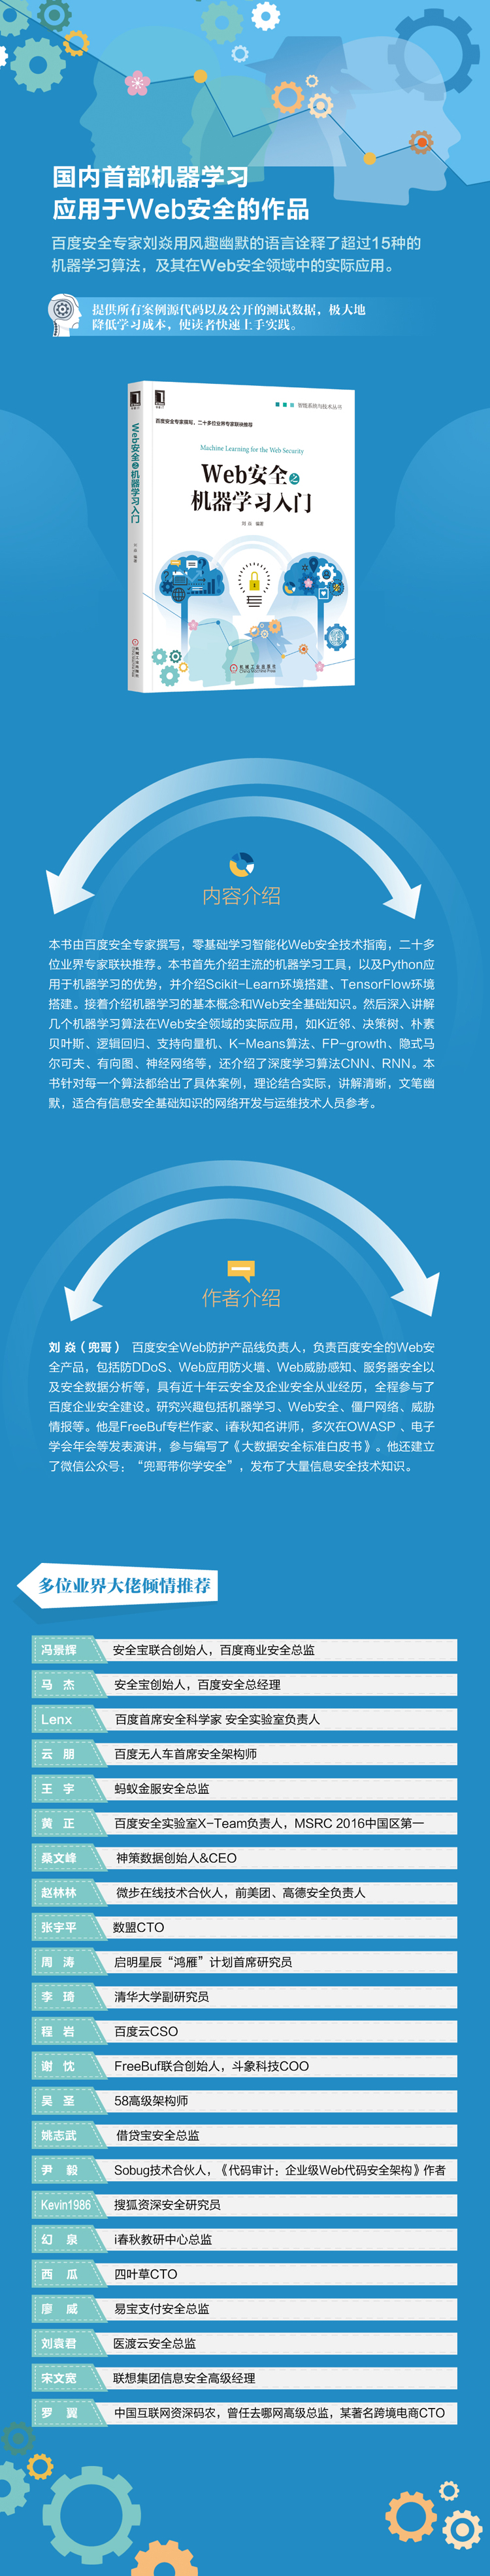 国内首部机器学习
应用于Web安全的作品
百度安全专家刘焱用风趣幽默的语言诠释了超过15种的
机器学习算法，及其在Web安全领域中的实际应用。
提供所有案例源代码以及公开的测试数据，极大地
降低学习成本，使读者快速上手实践。
智能系统与技术丛书
百度安全专家撰写，二十多位业界专家联袂推荐
Machine Learning for the Web Security
Web安全之
机器学习入门
刘焱 编著
机械工业出版社
China Machine Press
Web安全之机器学习入门
刘焱 编著
机械工业出版社
内容介绍
本书由百度安全专家撰写，零基础学习智能化Web安全技术指南，二十多
位业界专家联袂推荐。本书首先介绍主流的机器学习工具，以及Python应
用于机器学习的优势，并介绍Scikit-Learn环境搭建、TensorFlow环境
搭建。接着介绍机器学习的基本概念和Web安全基础知识。然后深入讲解
几个机器学习算法在Web安全领域的实际应用，如K近邻、决策树、朴素
贝叶斯、逻辑回归、支持向量机、K-Means算法、FP-growth、隐式马
尔可夫、有向图、神经网络等，还介绍了深度学习算法CNN、RNN。本
书针对每一个算法都给出了具体案例，理论结合实际，讲解清晰，文笔幽
默，适合有信息安全基础知识的网络开发与运维技术人员参考。
作者介绍
刘 焱（兜哥） 百度安全Web防护产品线负责人，负责百度安全的Web安
全产品，包括防DDoS、Web应用防火墙、Web威胁感知、服务器安全以
及安全数据分析等，具有近十年云安全及企业安全从业经历，全程参与了
百度企业安全建设。研究兴趣包括机器学习、Web安全、僵尸网络、威胁
情报等。他是FreeBuf专栏作家、i春秋知名讲师，多次在OWASP 、电子
学会年会等发表演讲，参与编写了《大数据安全标准白皮书》。他还建立
了微信公众号：“兜哥带你学安全”，发布了大量信息安全技术知识。
多位业界大佬倾情推荐
冯景辉 安全宝联合创始人，百度商业安全总监
马 杰 安全宝创始人，百度安全总经理
Lenx 百度首席安全科学家 安全实验室负责人
云 朋 百度无人车首席安全架构师
王 宇 蚂蚁金服安全总监
黄 正 百度安全实验室X-Team负责人，MSRC 2016中国区第一
桑文峰 神策数据创始人&CEO
赵林林 微步在线技术合伙人，前美团、高德安全负责人
张宇平 数盟CTO
周 涛 启明星辰“鸿雁”计划首席研究员
李 琦 清华大学副研究员
程 岩 百度云CSO
谢 忱 FreeBuf联合创始人，斗象科技COO
吴 圣 58高级架构师
姚志武 借贷宝安全总监
尹 毅 Sobug技术合伙人，《代码审计：企业级Web代码安全架构》作者
Kevin1986 搜狐资深安全研究员
幻 泉 i春秋教研中心总监
西 瓜 四叶草CTO
廖 威 易宝支付安全总监
刘袁君 医渡云安全总监
宋文宽 联想集团信息安全高级经理
罗 翼 中国互联网资深码农，曾任去哪网高级总监，某著名跨境电商CTO